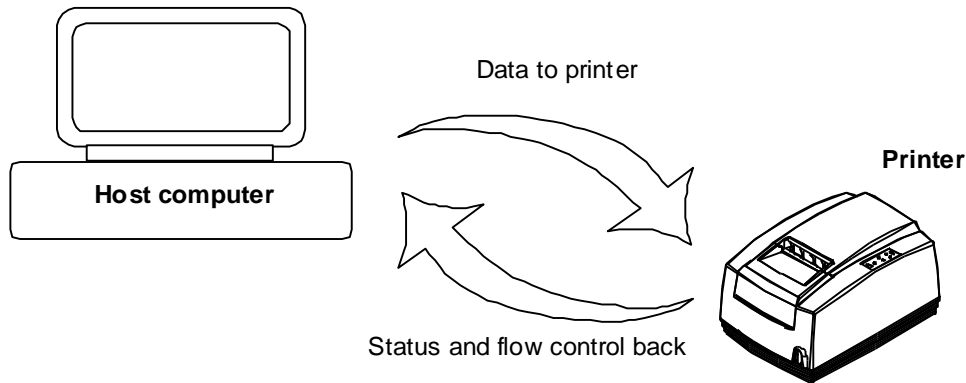 Data to printer
Printer
Host computer
Status and flow control back